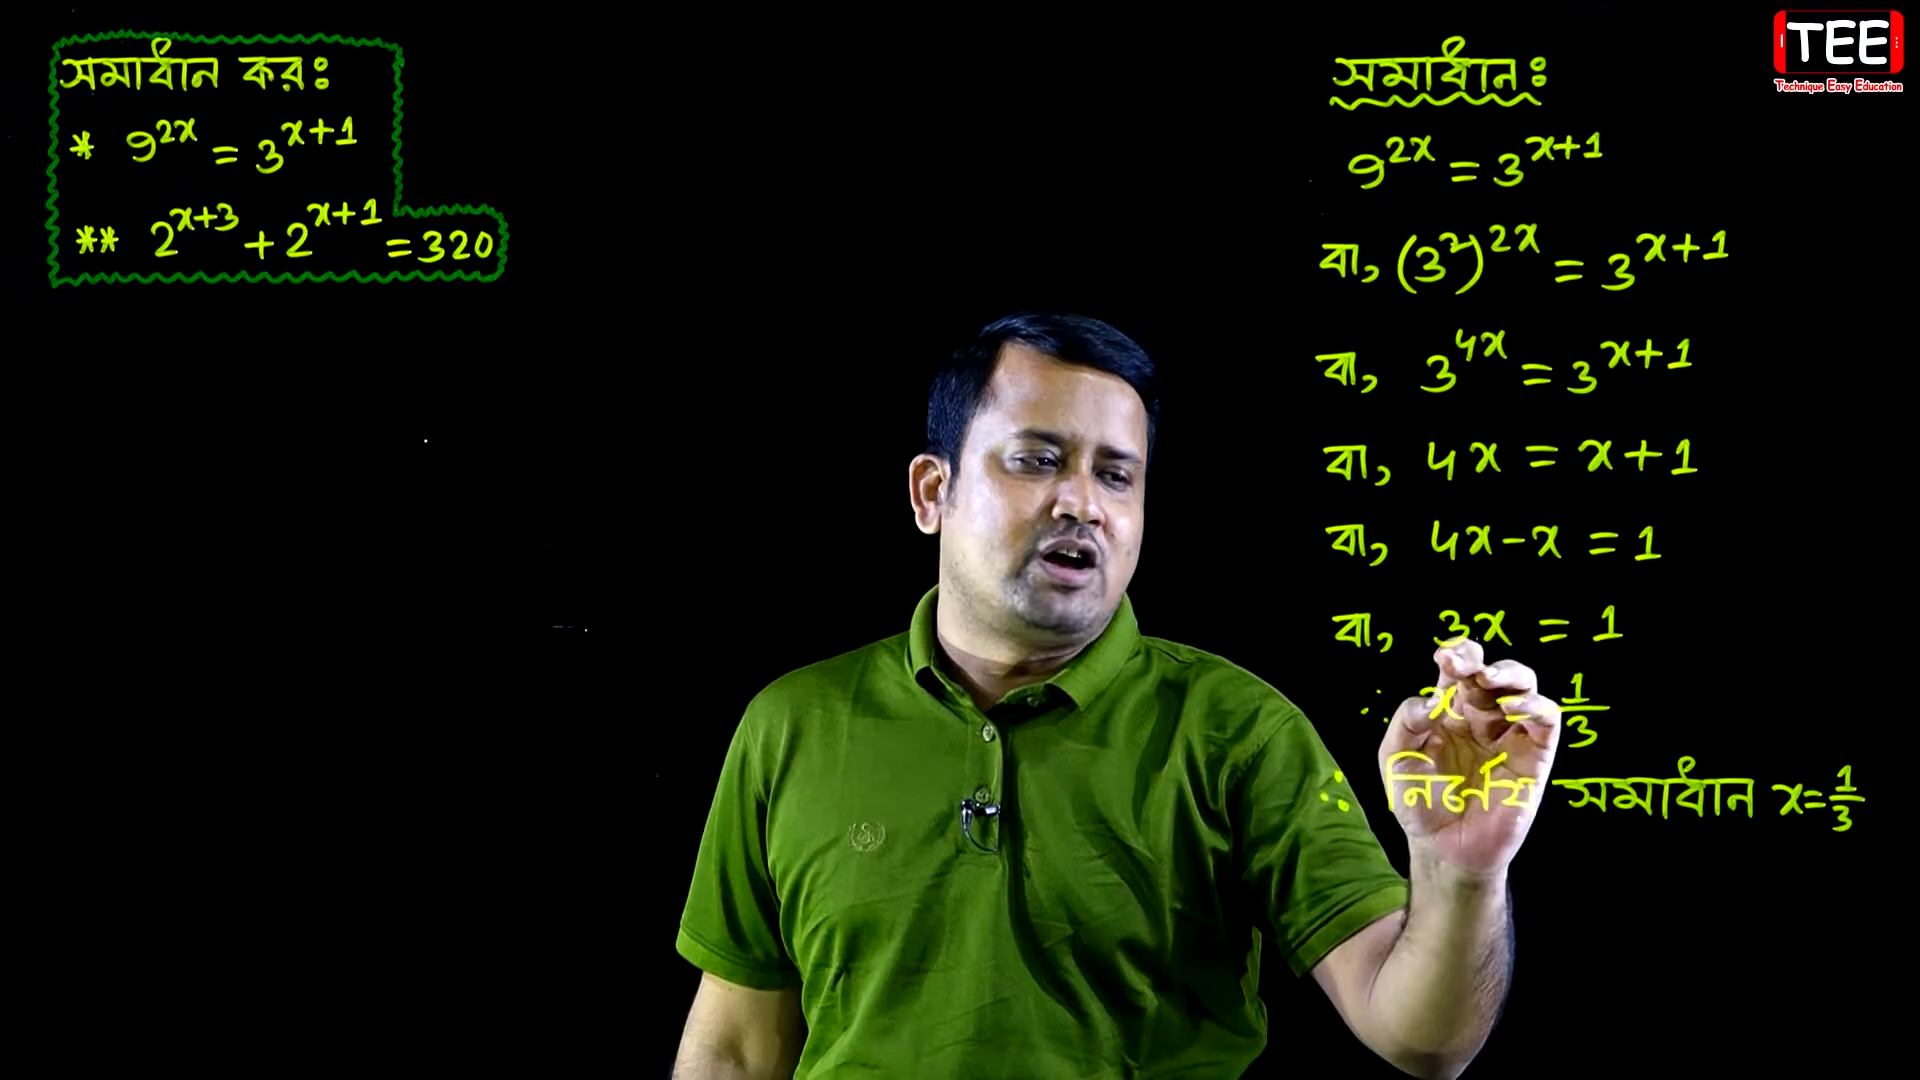 সমাধান করঃ
* 9^{2x} = 3^{x+1}
** 2^{x+3} + 2^{x+1} = 320
সমাধানঃ
9^{2x} = 3^{x+1}
বা, (3^2)^{2x} = 3^{x+1}
বা, 3^{4x} = 3^{x+1}
বা, 4x = x+1
বা, 4x-x = 1
বা, 3x = 1
∴ x = 1/3
∴ নির্ণেয় সমাধান x = 1/3
TEE
Technique Easy Education